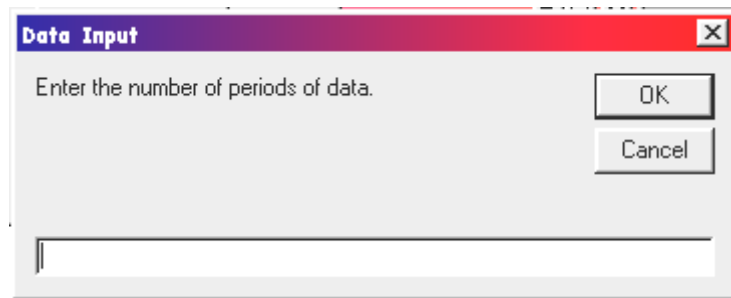 Data Input
Enter the number of periods of data.
OK
Cancel